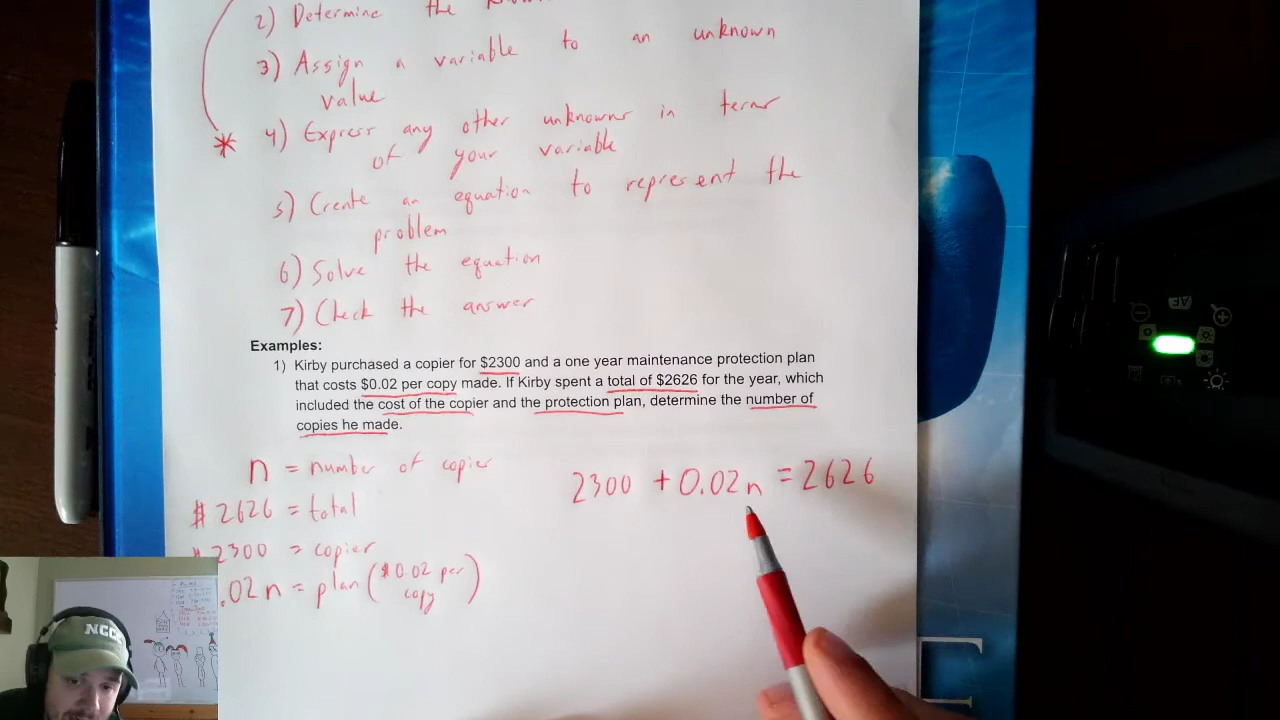 2) Determine the
3) Assign a variable to an unknown
value
* 4) Express any other unknowns in terms
of your variable
5) Create an equation to represent the
problem
6) Solve the equation
7) Check the answer
Examples:
1) Kirby purchased a copier for $2300 and a one year maintenance protection plan
that costs $0.02 per copy made. If Kirby spent a total of $2626 for the year, which
included the cost of the copier and the protection plan, determine the number of
copies he made.
n = number of copies
$2626 = total
2300 = copier
.02n = plan ($0.02 per
copy)
2300 + 0.02n = 2626
NCCC
AF